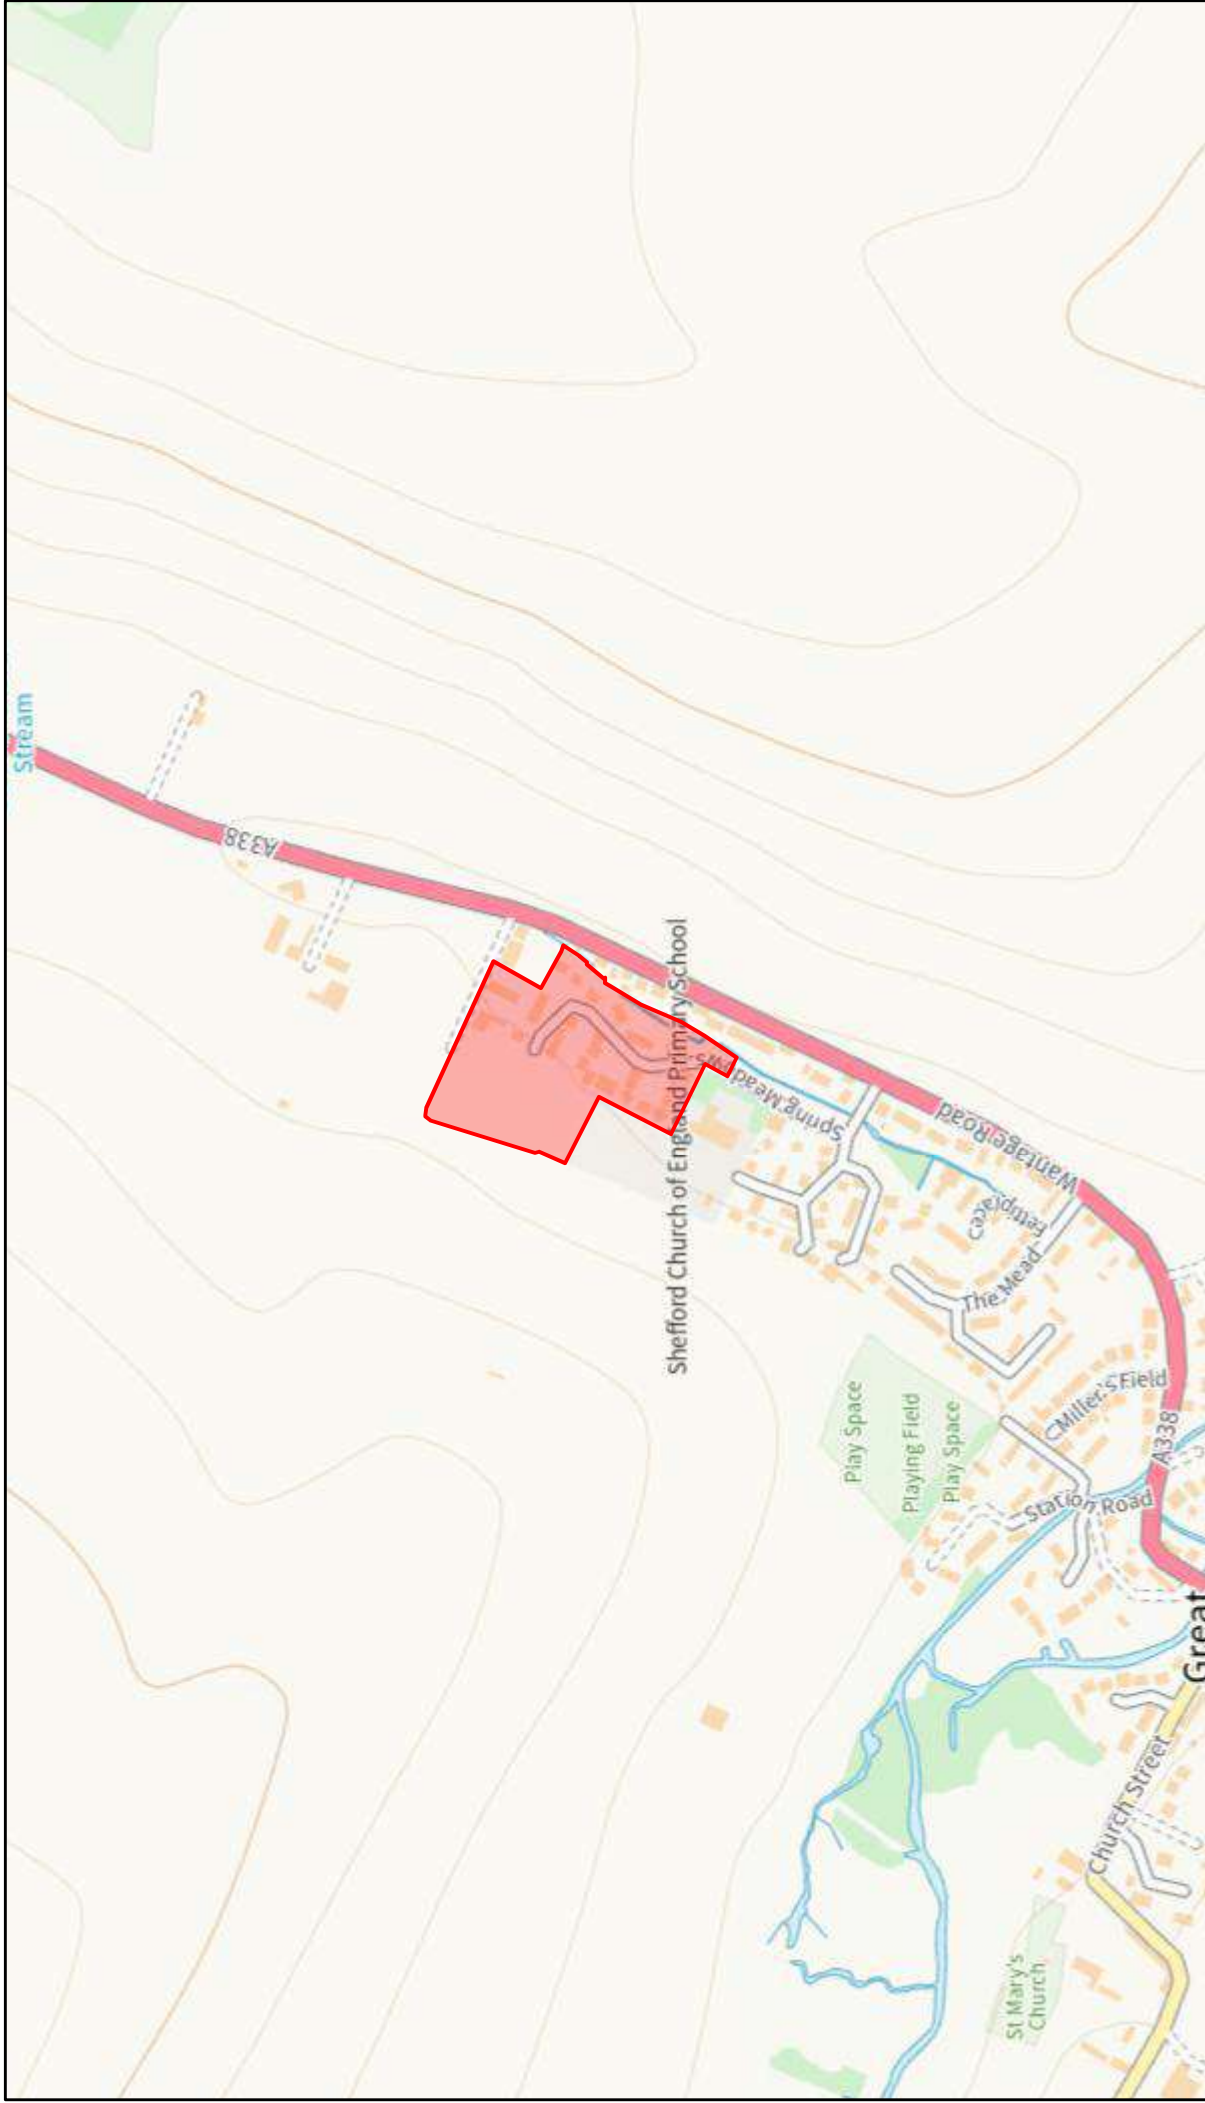 Stream
A338
Shefford Church of England Primary School
Spring Meadows
Wantage Road
Fettiplace
The Mead
Miller's Field
A338
Play Space
Playing Field
Play Space
Station Road
Great
Church Street
St Mary's
Church